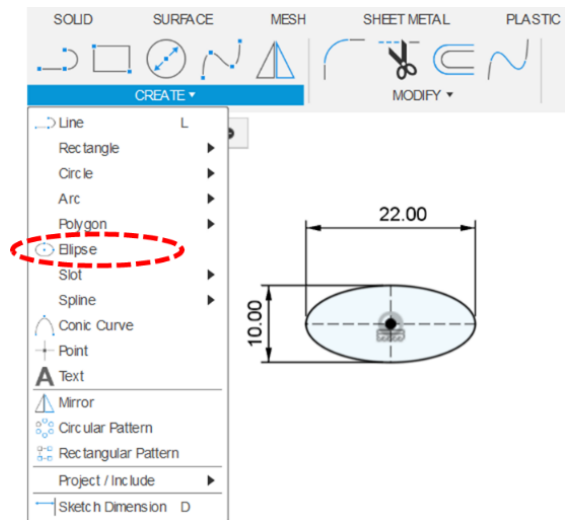 SOLID SURFACE MESH SHEET METAL PLASTIC
CREATE MODIFY
Line L
Rectangle
Circle
Arc
Polygon
Ellipse
Slot
Spline
Conic Curve
Point
A Text
Mirror
Circular Pattern
Rectangular Pattern
Project / Include
Sketch Dimension D
22.00
10.00